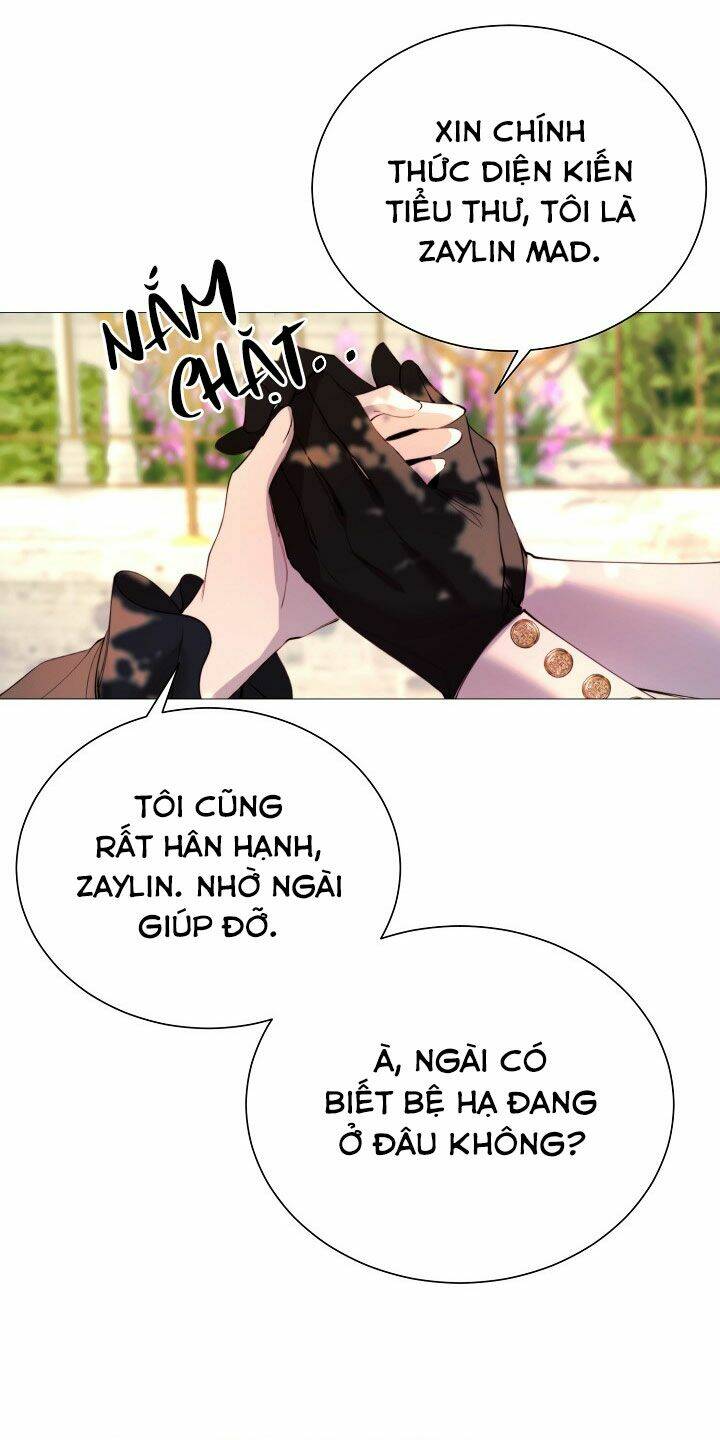 XIN CHÍNH
THỨC DIỆN KIẾN
TIỂU THƯ, TÔI LÀ
ZAYLIN MAD.
NẮM
CHẶT..
TÔI CŨNG
RẤT HÂN HẠNH,
ZAYLIN. NHỜ NGÀI
GIÚP ĐỠ.
À, NGÀI CÓ
BIẾT BỆ HẠ ĐANG
Ở ĐÂU KHÔNG?